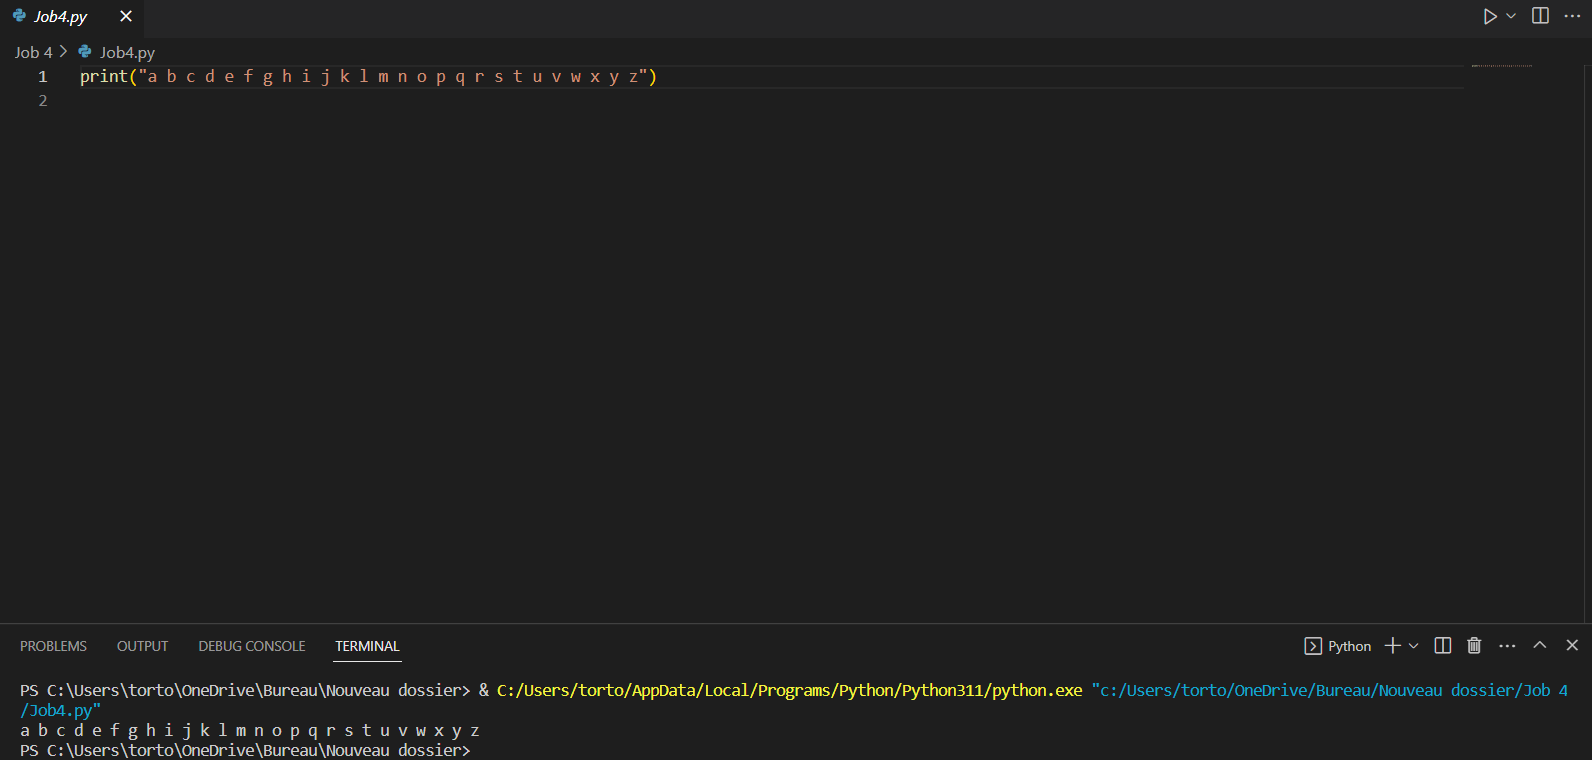 Job4.py
Job 4 > Job4.py
1 print("a b c d e f g h i j k l m n o p q r s t u v w x y z")
2
PROBLEMS OUTPUT DEBUG CONSOLE TERMINAL Python
PS C:\Users\torto\OneDrive\Bureau\Nouveau dossier> & C:/Users/torto/AppData/Local/Programs/Python/Python311/python.exe "c:/Users/torto/OneDrive/Bureau/Nouveau dossier/Job 4
/Job4.py"
a b c d e f g h i j k l m n o p q r s t u v w x y z
PS C:\Users\torto\OneDrive\Bureau\Nouveau dossier>